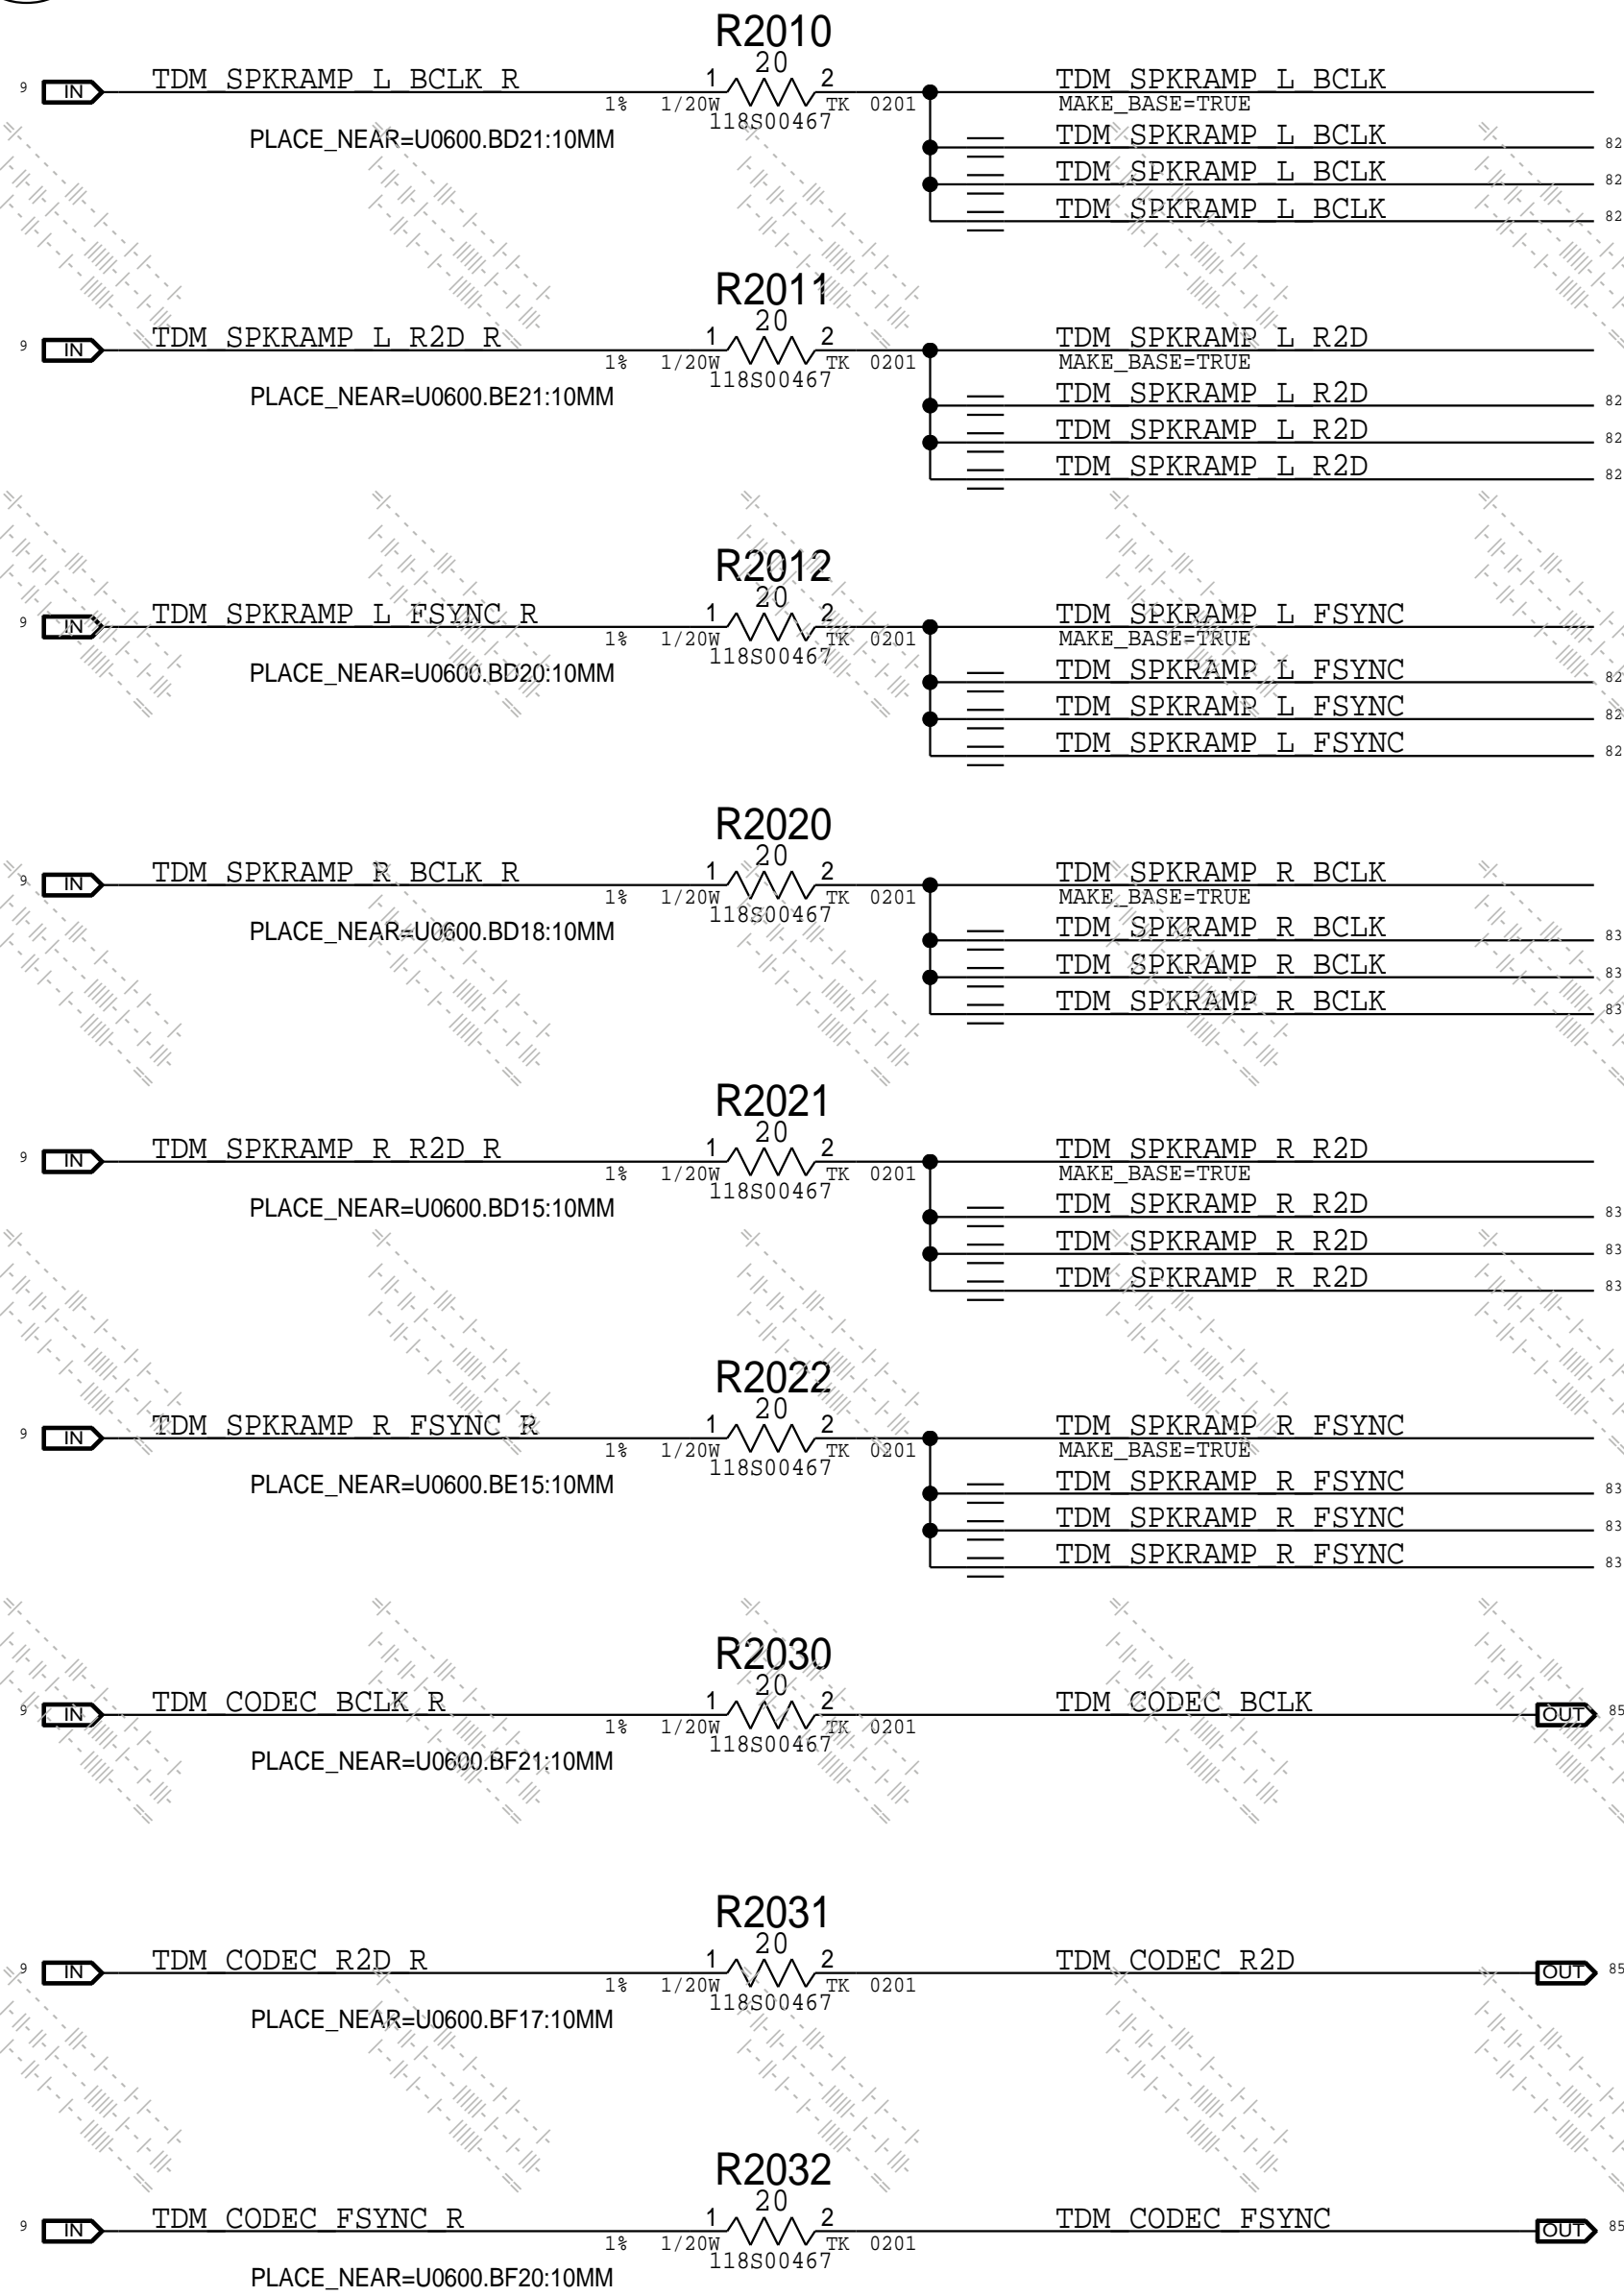 R2010
20
9 IN TDM_SPKRAMP_L_BCLK_R 1 2 TDM_SPKRAMP_L_BCLK
1% 1/20W TK 0201 MAKE_BASE=TRUE
118S00467
PLACE_NEAR=U0600.BD21:10MM TDM_SPKRAMP_L_BCLK 82
TDM_SPKRAMP_L_BCLK 82
TDM_SPKRAMP_L_BCLK 82
R2011
20
9 IN TDM_SPKRAMP_L_R2D_R 1 2 TDM_SPKRAMP_L_R2D
1% 1/20W TK 0201 MAKE_BASE=TRUE
118S00467
PLACE_NEAR=U0600.BE21:10MM TDM_SPKRAMP_L_R2D 82
TDM_SPKRAMP_L_R2D 82
TDM_SPKRAMP_L_R2D 82
R2012
20
9 IN TDM_SPKRAMP_L_FSYNC_R 1 2 TDM_SPKRAMP_L_FSYNC
1% 1/20W TK 0201 MAKE_BASE=TRUE
118S00467
PLACE_NEAR=U0600.BD20:10MM TDM_SPKRAMP_L_FSYNC 82
TDM_SPKRAMP_L_FSYNC 82
TDM_SPKRAMP_L_FSYNC 82
R2020
20
9 IN TDM_SPKRAMP_R_BCLK_R 1 2 TDM_SPKRAMP_R_BCLK
1% 1/20W TK 0201 MAKE_BASE=TRUE
118S00467
PLACE_NEAR=U0600.BD18:10MM TDM_SPKRAMP_R_BCLK 83
TDM_SPKRAMP_R_BCLK 83
TDM_SPKRAMP_R_BCLK 83
R2021
20
9 IN TDM_SPKRAMP_R_R2D_R 1 2 TDM_SPKRAMP_R_R2D
1% 1/20W TK 0201 MAKE_BASE=TRUE
118S00467
PLACE_NEAR=U0600.BD15:10MM TDM_SPKRAMP_R_R2D 83
TDM_SPKRAMP_R_R2D 83
TDM_SPKRAMP_R_R2D 83
R2022
20
9 IN TDM_SPKRAMP_R_FSYNC_R 1 2 TDM_SPKRAMP_R_FSYNC
1% 1/20W TK 0201 MAKE_BASE=TRUE
118S00467
PLACE_NEAR=U0600.BE15:10MM TDM_SPKRAMP_R_FSYNC 83
TDM_SPKRAMP_R_FSYNC 83
TDM_SPKRAMP_R_FSYNC 83
R2030
20
9 IN TDM_CODEC_BCLK_R 1 2 TDM_CODEC_BCLK OUT 85
1% 1/20W TK 0201
118S00467
PLACE_NEAR=U0600.BF21:10MM
R2031
20
9 IN TDM_CODEC_R2D_R 1 2 TDM_CODEC_R2D OUT 85
1% 1/20W TK 0201
118S00467
PLACE_NEAR=U0600.BF17:10MM
R2032
20
9 IN TDM_CODEC_FSYNC_R 1 2 TDM_CODEC_FSYNC OUT 85
1% 1/20W TK 0201
118S00467
PLACE_NEAR=U0600.BF20:10MM